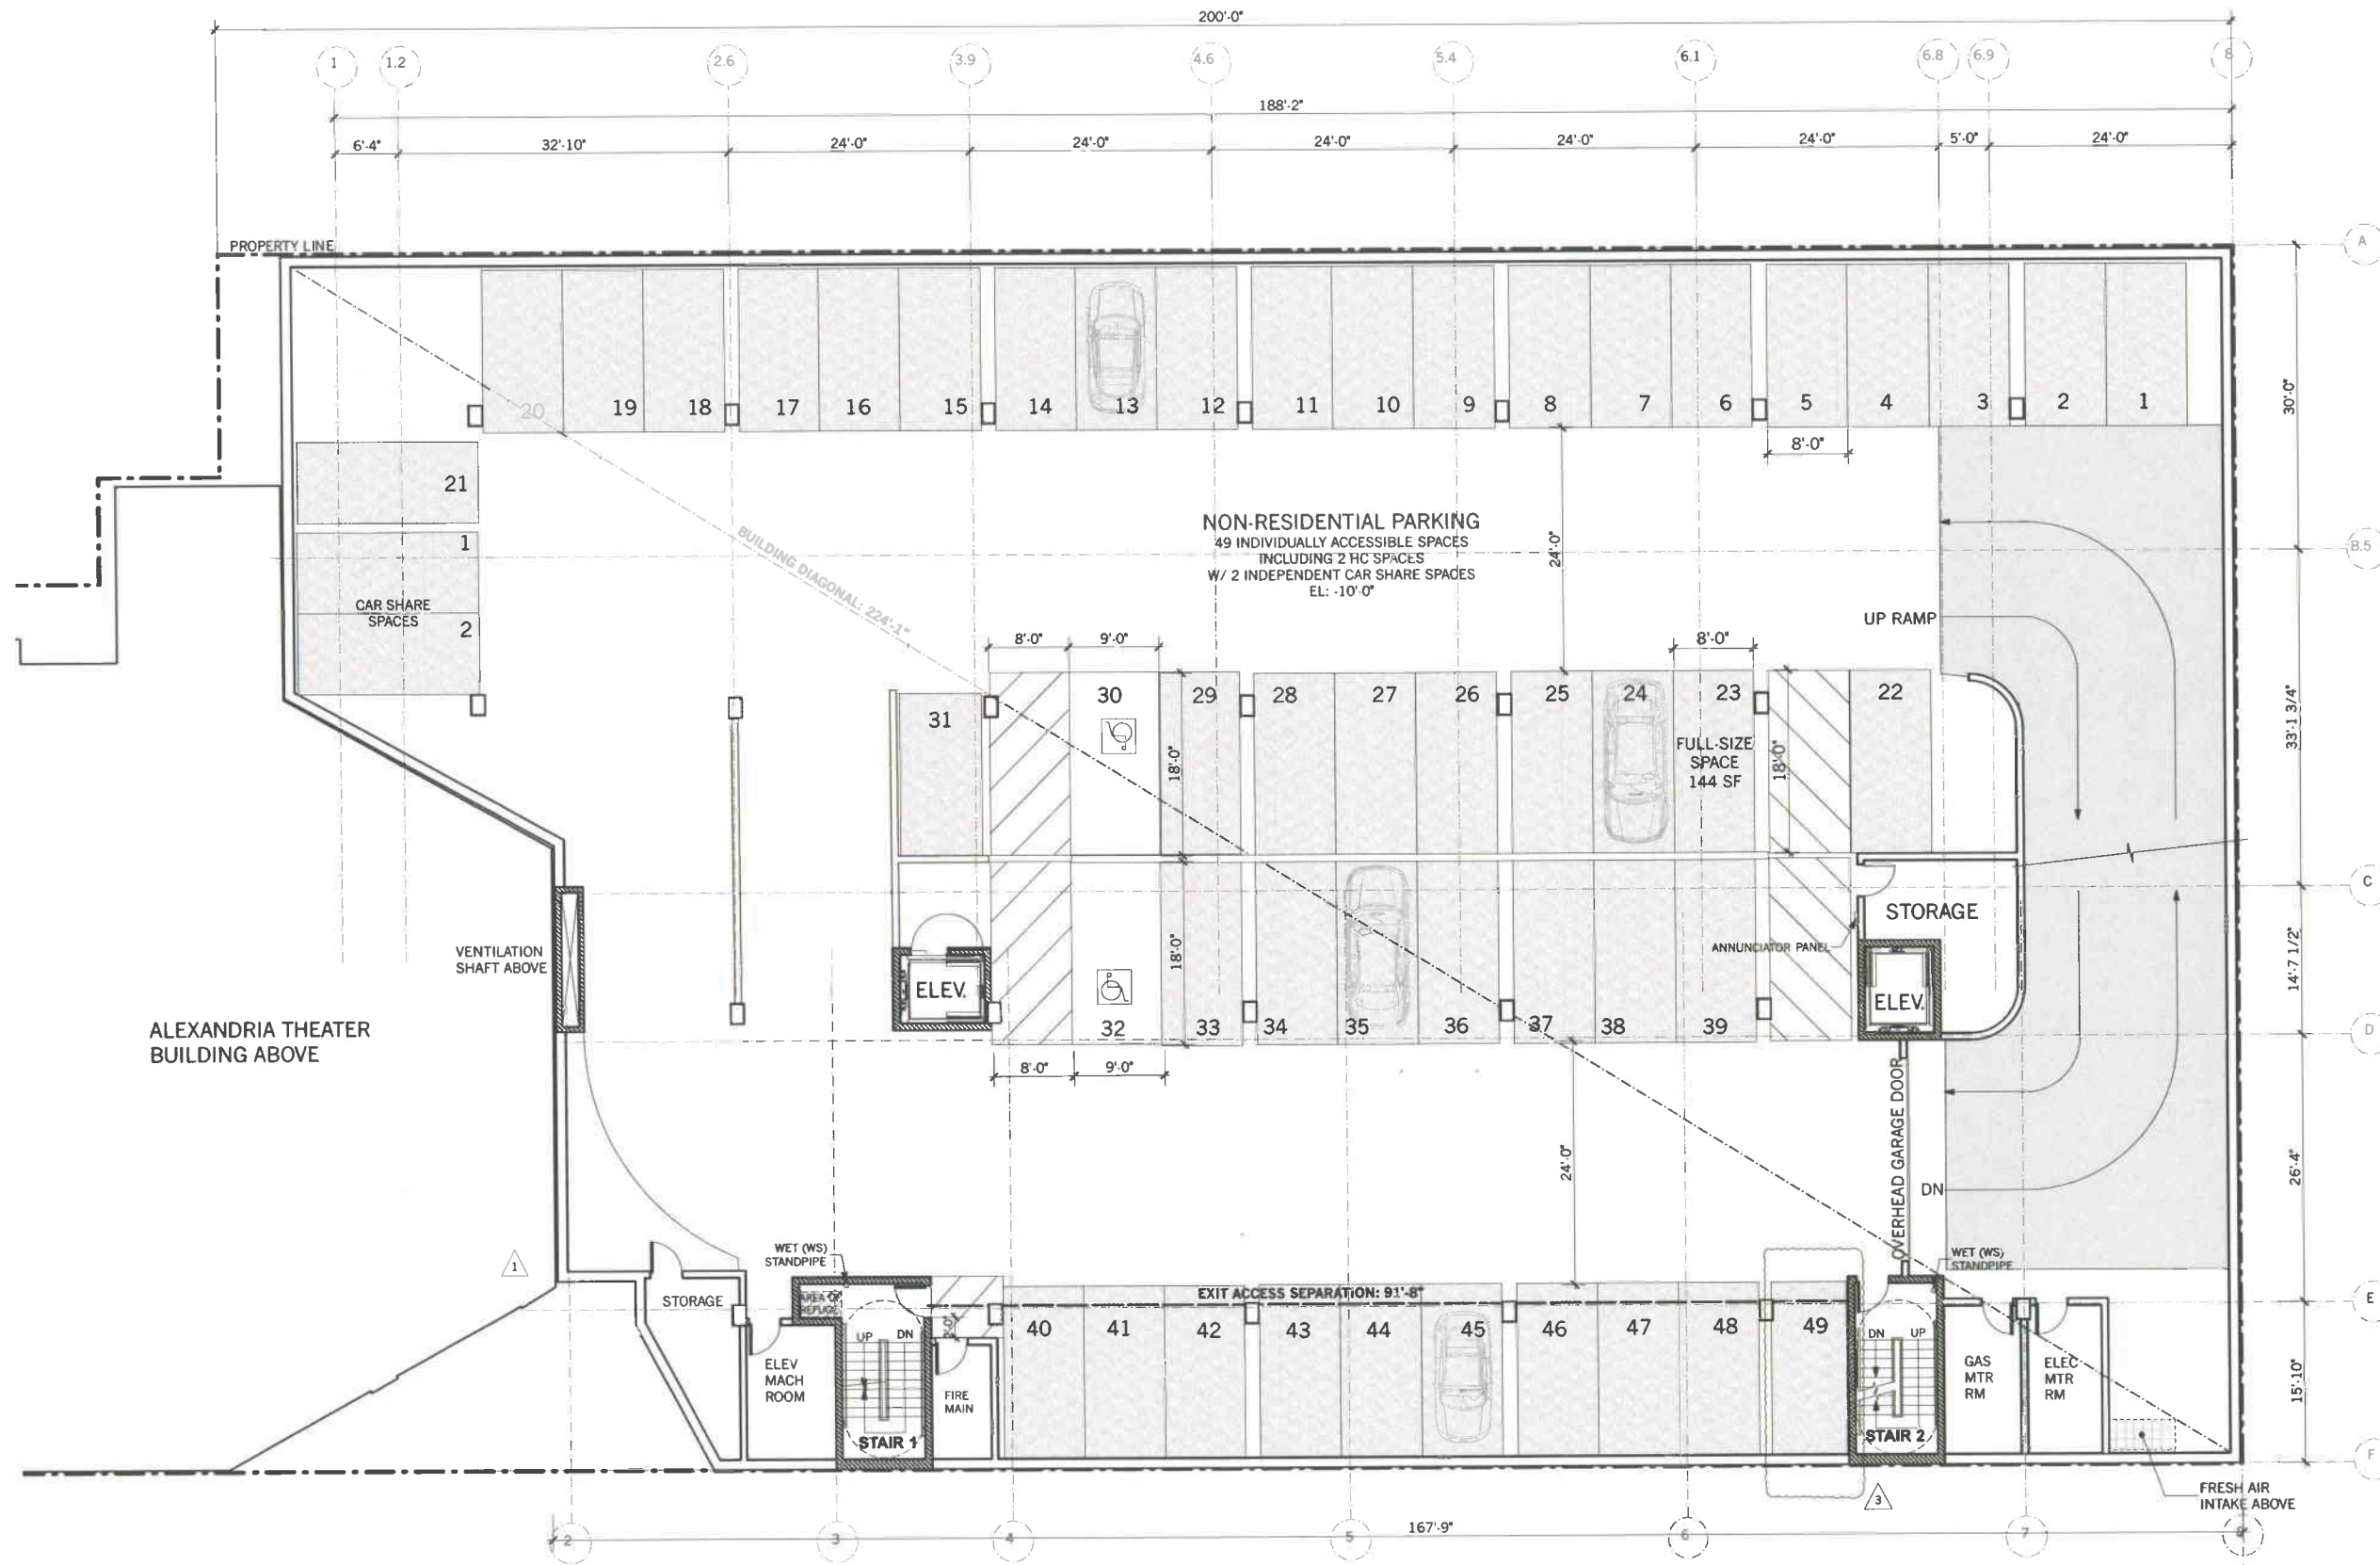 200'-0"
1
1.2
2.6
3.9
4.6
5.4
6.1
6.8
6.9
8
188'-2"
6'-4"
32'-10"
24'-0"
24'-0"
24'-0"
24'-0"
24'-0"
5'-0"
24'-0"
PROPERTY LINE
A
30'-0"
20
19
18
17
16
15
14
13
12
11
10
9
8
7
6
5
4
3
2
1
8'-0"
21
1
CAR SHARE
SPACES
2
BUILDING DIAGONAL: 224'-1"
NON-RESIDENTIAL PARKING
49 INDIVIDUALLY ACCESSIBLE SPACES
INCLUDING 2 HC SPACES
W/ 2 INDEPENDENT CAR SHARE SPACES
EL: -10'-0"
24'-0"
B.5
UP RAMP
8'-0"
9'-0"
8'-0"
31
30
29
28
27
26
25
24
23
22
FULL-SIZE
SPACE
144 SF
18'-0"
18'-0"
33'-1 3/4"
C
STORAGE
ANNUNCIATOR PANEL
VENTILATION
SHAFT ABOVE
ELEV.
18'-0"
ELEV.
14'-7 1/2"
ALEXANDRIA THEATER
BUILDING ABOVE
32
33
34
35
36
37
38
39
D
8'-0"
9'-0"
24'-0"
OVERHEAD GARAGE DOOR
DN
26'-4"
1
WET (WS)
STANDPIPE
WET (WS)
STANDPIPE
STORAGE
AREA OF
REFUGE
EXIT ACCESS SEPARATION: 91'-8"
E
UP
DN
40
41
42
43
44
45
46
47
48
49
DN
UP
ELEV
MACH
ROOM
FIRE
MAIN
GAS
MTR
RM
ELEC
MTR
RM
15'-10"
STAIR 1
STAIR 2
F
3
FRESH AIR
INTAKE ABOVE
167'-9"
2
3
4
5
6
7